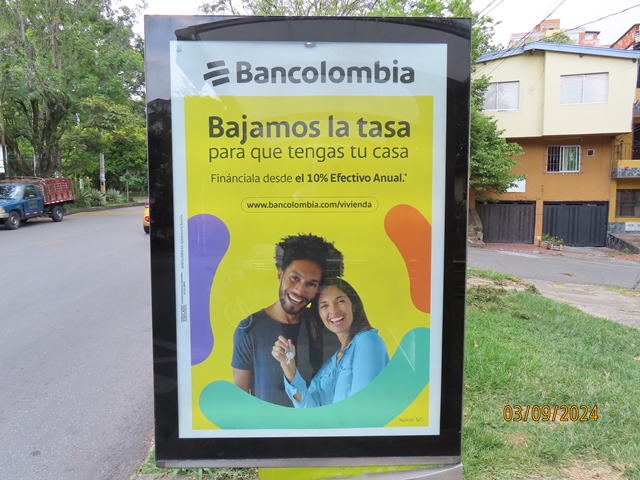 Bancolombia
Bajamos la tasa
para que tengas tu casa
Finánciala desde el 10% Efectivo Anual.*
www.bancolombia.com/vivienda
03/09/2024